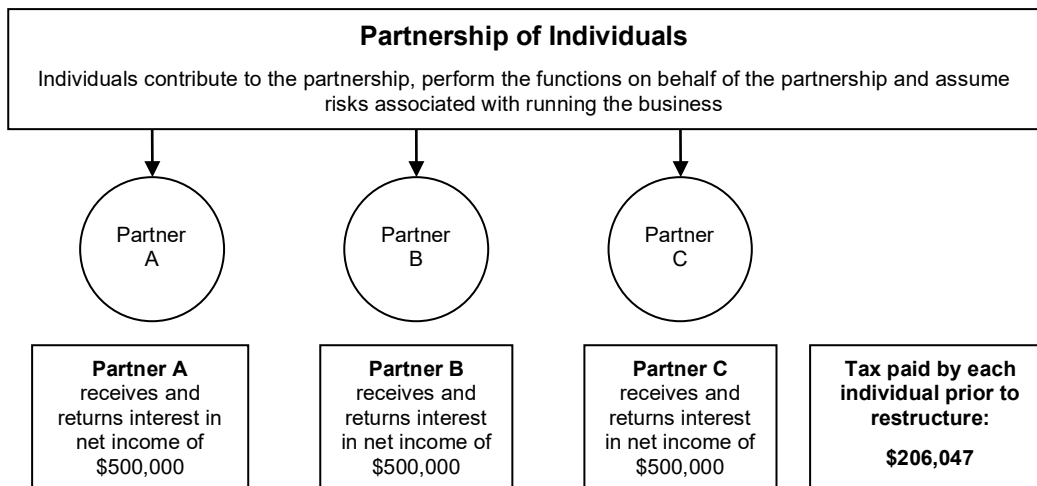 Partnership of Individuals
Individuals contribute to the partnership, perform the functions on behalf of the partnership and assume
risks associated with running the business
Partner
A
Partner
B
Partner
C
Partner A
receives and
returns interest in
net income of
$500,000
Partner B
receives and
returns interest
in net income of
$500,000
Partner C
receives and
returns interest
in net income of
$500,000
Tax paid by each
individual prior to
restructure:
$206,047